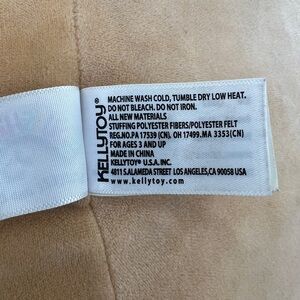 KELLYTOY®
MACHINE WASH COLD, TUMBLE DRY LOW HEAT.
DO NOT BLEACH. DO NOT IRON.
ALL NEW MATERIALS
STUFFING POLYESTER FIBERS/POLYESTER FELT
REG.NO.PA 17539 (CN). OH 17499.MA 3353(CN)
FOR AGES 3 AND UP
MADE IN CHINA
KELLYTOY® U.S.A. INC.
4811 S.ALAMEDA STREET LOS ANGELES,CA 90058 USA
www.kellytoy.com